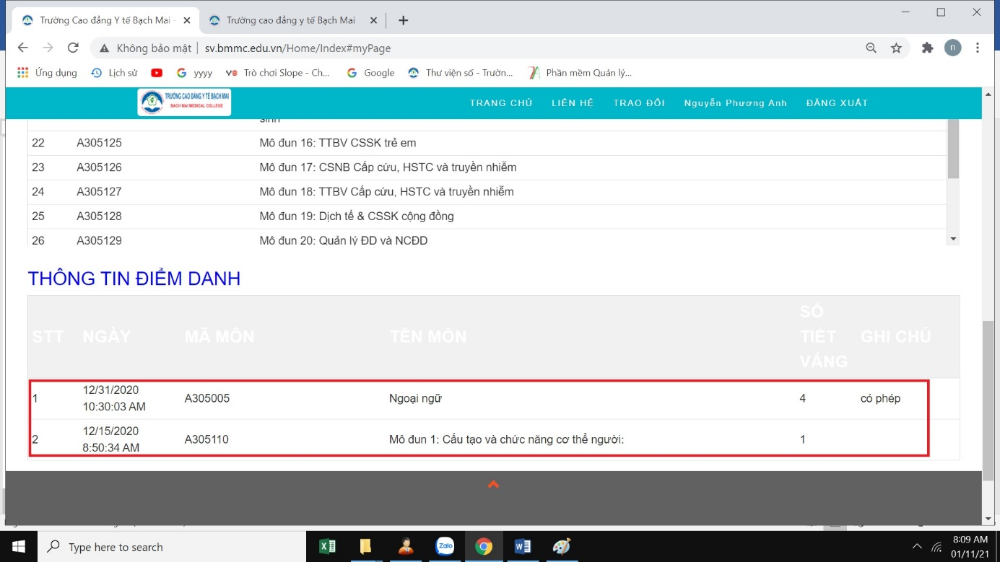 Trường Cao đẳng Y tế Bạch Mai -
Trường cao đẳng y tế Bạch Mai
Không bảo mật
sv.bmmc.edu.vn/Home/Index#myPage
n
Ứng dụng
Lịch sử
yyyy
Trò chơi Slope - Ch...
Google
Thư viện số - Trườn...
Phần mềm Quản lý...
TRƯỜNG CAO ĐẲNG Y TẾ BẠCH MAI
BACH MAI MEDICAL COLLEGE
TRANG CHỦ LIÊN HỆ TRAO ĐỔI Nguyễn Phương Anh ĐĂNG XUẤT
sinh
22 A305125 Mô đun 16: TTBV CSSK trẻ em
23 A305126 Mô đun 17: CSNB Cấp cứu, HSTC và truyền nhiễm
24 A305127 Mô đun 18: TTBV Cấp cứu, HSTC và truyền nhiễm
25 A305128 Mô đun 19: Dịch tế & CSSK cộng đồng
26 A305129 Mô đun 20: Quản lý ĐD và NCĐD
THÔNG TIN ĐIỂM DANH
STT NGÀY MÃ MÔN TÊN MÔN SỐ TIẾT VẮNG GHI CHÚ
1 12/31/2020 10:30:03 AM A305005 Ngoại ngữ 4 có phép
2 12/15/2020 8:50:34 AM A305110 Mô đun 1: Cấu tạo và chức năng cơ thể người: 1
Type here to search
Zalo
8:09 AM
01/11/21